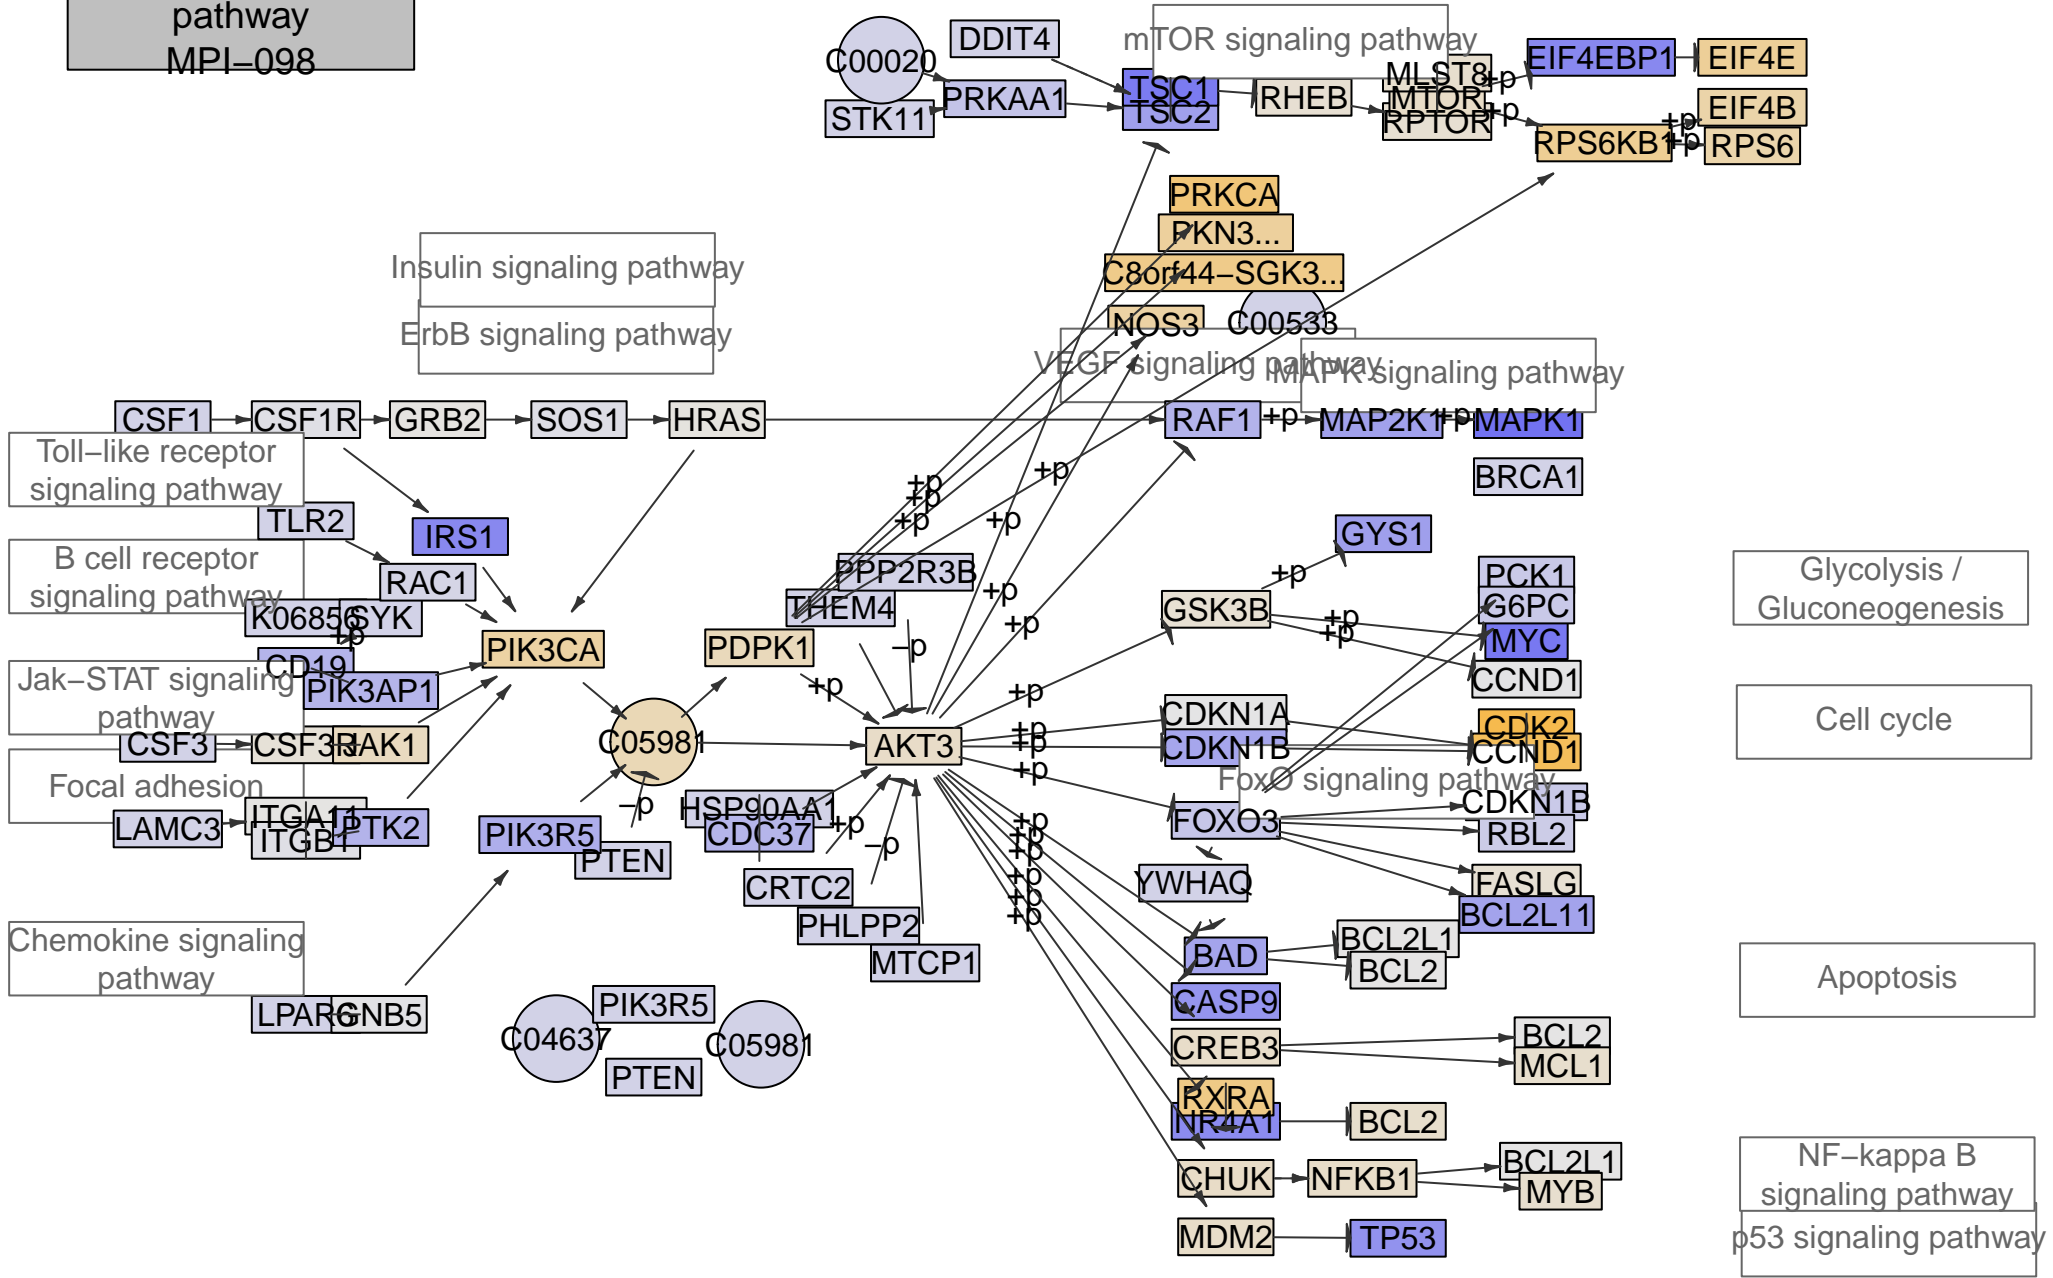 pathway
MPI−098
C00020
DDIT4
STK11
PRKAA1
TSC1
TSC2
mTOR signaling pathway
RHEB
MLST8
MTOR
RPTOR
+p
+p
EIF4EBP1
EIF4E
RPS6KB1
+p
+p
EIF4B
RPS6
PRKCA
PKN3...
C8orf44−SGK3...
NOS3
C00533
Insulin signaling pathway
ErbB signaling pathway
VEGF signaling pathway
MAPK signaling pathway
CSF1
CSF1R
GRB2
SOS1
HRAS
RAF1
+p
MAP2K1
+p
MAPK1
BRCA1
Toll−like receptor
signaling pathway
TLR2
IRS1
RAC1
B cell receptor
signaling pathway
K06856
SYK
+p
CD19
PIK3AP1
PIK3CA
PDPK1
THEM4
PPP2R3B
+p
+p
+p
+p
+p
+p
+p
−p
+p
GYS1
+p
GSK3B
+p
+p
PCK1
G6PC
MYC
CCND1
Glycolysis /
Gluconeogenesis
Jak−STAT signaling
pathway
CSF3
CSF3R
JAK1
C05981
AKT3
+p
+p
+p
+p
CDKN1A
CDKN1B
CDK2
CCND1
Cell cycle
FoxO signaling pathway
Focal adhesion
LAMC3
ITGA11
ITGB1
PTK2
PIK3R5
−p
PTEN
HSP90AA1
CDC37
+p
−p
CRTC2
PHLPP2
MTCP1
+p
+p
+p
+p
+p
+p
FOXO3
CDKN1B
RBL2
YWHAQ
FASLG
BCL2L11
BAD
BCL2L1
BCL2
Apoptosis
CASP9
Chemokine signaling
pathway
LPAR6
GNB5
C04637
PIK3R5
C05981
PTEN
CREB3
BCL2
MCL1
RXRA
NR4A1
BCL2
CHUK
NFKB1
BCL2L1
MYB
NF−kappa B
signaling pathway
MDM2
TP53
p53 signaling pathway